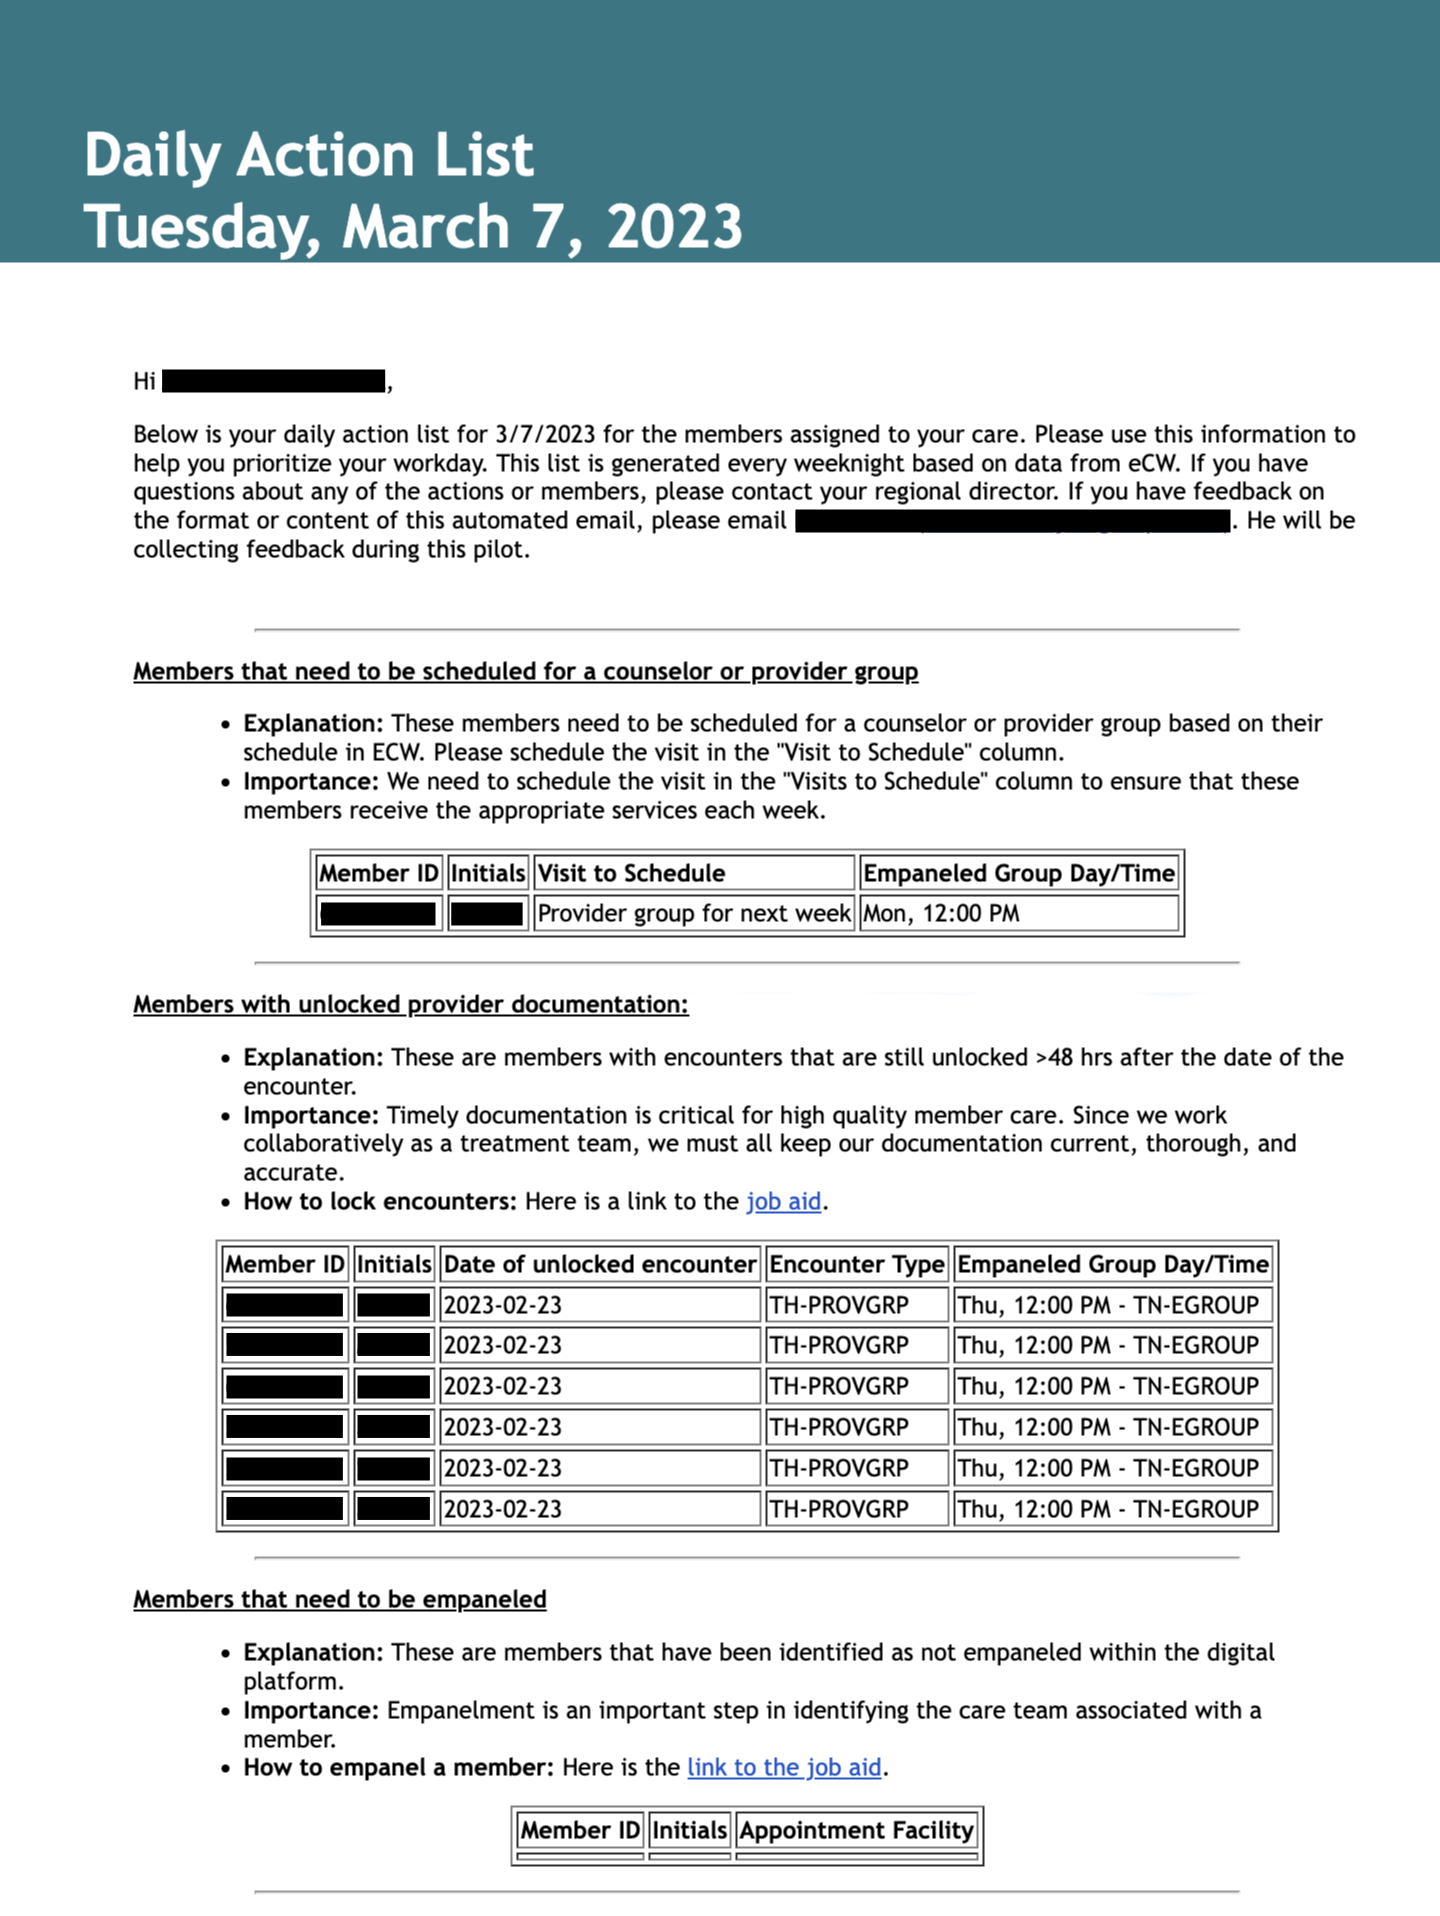 Daily Action List
Tuesday, March 7, 2023
Hi ,
Below is your daily action list for 3/7/2023 for the members assigned to your care. Please use this information to
help you prioritize your workday. This list is generated every weeknight based on data from eCW. If you have
questions about any of the actions or members, please contact your regional director. If you have feedback on
the format or content of this automated email, please email . He will be
collecting feedback during this pilot.
Members that need to be scheduled for a counselor or provider group
• Explanation: These members need to be scheduled for a counselor or provider group based on their
schedule in ECW. Please schedule the visit in the "Visit to Schedule" column.
• Importance: We need to schedule the visit in the "Visits to Schedule" column to ensure that these
members receive the appropriate services each week.
Member ID Initials Visit to Schedule Empaneled Group Day/Time
Provider group for next week Mon, 12:00 PM
Members with unlocked provider documentation:
• Explanation: These are members with encounters that are still unlocked >48 hrs after the date of the
encounter.
• Importance: Timely documentation is critical for high quality member care. Since we work
collaboratively as a treatment team, we must all keep our documentation current, thorough, and
accurate.
• How to lock encounters: Here is a link to the job aid.
Member ID Initials Date of unlocked encounter Encounter Type Empaneled Group Day/Time
2023-02-23 TH-PROVGRP Thu, 12:00 PM - TN-EGROUP
2023-02-23 TH-PROVGRP Thu, 12:00 PM - TN-EGROUP
2023-02-23 TH-PROVGRP Thu, 12:00 PM - TN-EGROUP
2023-02-23 TH-PROVGRP Thu, 12:00 PM - TN-EGROUP
2023-02-23 TH-PROVGRP Thu, 12:00 PM - TN-EGROUP
2023-02-23 TH-PROVGRP Thu, 12:00 PM - TN-EGROUP
Members that need to be empaneled
• Explanation: These are members that have been identified as not empaneled within the digital
platform.
• Importance: Empanelment is an important step in identifying the care team associated with a
member.
• How to empanel a member: Here is the link to the job aid.
Member ID Initials Appointment Facility